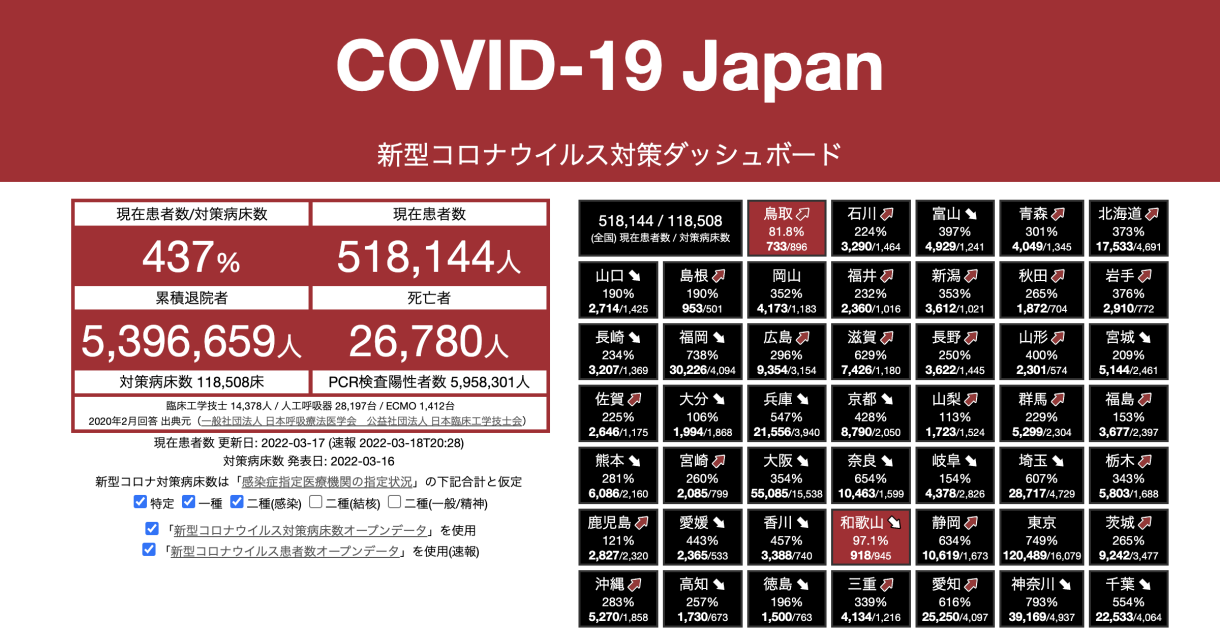 COVID-19 Japan
新型コロナウイルス対策ダッシュボード
現在患者数/対策病床数
現在患者数
437%
518,144人
累積退院者
死亡者
5,396,659人
26,780人
対策病床数 118,508床
PCR検査陽性者数 5,958,301人
臨床工学技士 14,378人 / 人工呼吸器 28,197台 / ECMO 1,412台
2020年2月回答 出典元（一般社団法人 日本呼吸療法医学会　公益社団法人 日本臨床工学技士会）
現在患者数 更新日: 2022-03-17 (速報 2022-03-18T20:28)
対策病床数 発表日: 2022-03-16
新型コロナ対策病床数は「感染症指定医療機関の指定状況」の下記合計と仮定
特定 一種 二種(感染) 二種(結核) 二種(一般/精神)
「新型コロナウイルス対策病床数オープンデータ」を使用
「新型コロナウイルス患者数オープンデータ」を使用(速報)
518,144 / 118,508
(全国) 現在患者数 / 対策病床数
鳥取
81.8%
733/896
石川
224%
3,290/1,464
富山
397%
4,929/1,241
青森
301%
4,049/1,345
北海道
373%
17,533/4,691
山口
190%
2,714/1,425
島根
190%
953/501
岡山
352%
4,173/1,183
福井
232%
2,360/1,016
新潟
353%
3,612/1,021
秋田
265%
1,872/704
岩手
376%
2,910/772
長崎
234%
3,207/1,369
福岡
738%
30,226/4,094
広島
296%
9,354/3,154
滋賀
629%
7,426/1,180
長野
250%
3,622/1,445
山形
400%
2,301/574
宮城
209%
5,144/2,461
佐賀
225%
2,646/1,175
大分
106%
1,994/1,868
兵庫
547%
21,556/3,940
京都
428%
8,790/2,050
山梨
113%
1,723/1,524
群馬
229%
5,299/2,304
福島
153%
3,677/2,397
熊本
281%
6,086/2,160
宮崎
260%
2,085/799
大阪
354%
55,085/15,538
奈良
654%
10,463/1,599
岐阜
154%
4,378/2,826
埼玉
607%
28,717/4,729
栃木
343%
5,803/1,688
鹿児島
121%
2,827/2,320
愛媛
443%
2,365/533
香川
457%
3,388/740
和歌山
97.1%
918/945
静岡
634%
10,619/1,673
東京
749%
120,489/16,079
茨城
265%
9,242/3,477
沖縄
283%
5,270/1,858
高知
257%
1,730/673
徳島
196%
1,500/763
三重
339%
4,134/1,216
愛知
616%
25,250/4,097
神奈川
793%
39,169/4,937
千葉
554%
22,533/4,064